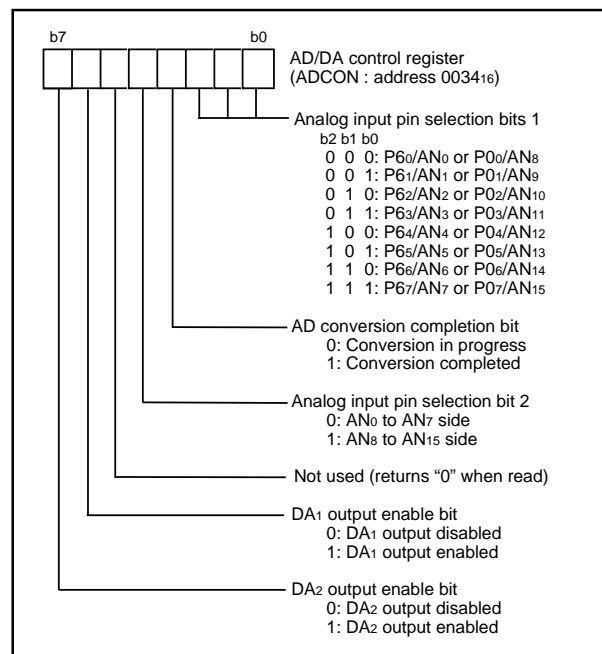 b7 b0
AD/DA control register
(ADCON : address 0034₁₆)
Analog input pin selection bits 1
b2 b1 b0
0 0 0: P6₀/AN₀ or P0₀/AN₈
0 0 1: P6₁/AN₁ or P0₁/AN₉
0 1 0: P6₂/AN₂ or P0₂/AN₁₀
0 1 1: P6₃/AN₃ or P0₃/AN₁₁
1 0 0: P6₄/AN₄ or P0₄/AN₁₂
1 0 1: P6₅/AN₅ or P0₅/AN₁₃
1 1 0: P6₆/AN₆ or P0₆/AN₁₄
1 1 1: P6₇/AN₇ or P0₇/AN₁₅
AD conversion completion bit
0: Conversion in progress
1: Conversion completed
Analog input pin selection bit 2
0: AN₀ to AN₇ side
1: AN₈ to AN₁₅ side
Not used (returns “0” when read)
DA₁ output enable bit
0: DA₁ output disabled
1: DA₁ output enabled
DA₂ output enable bit
0: DA₂ output disabled
1: DA₂ output enabled